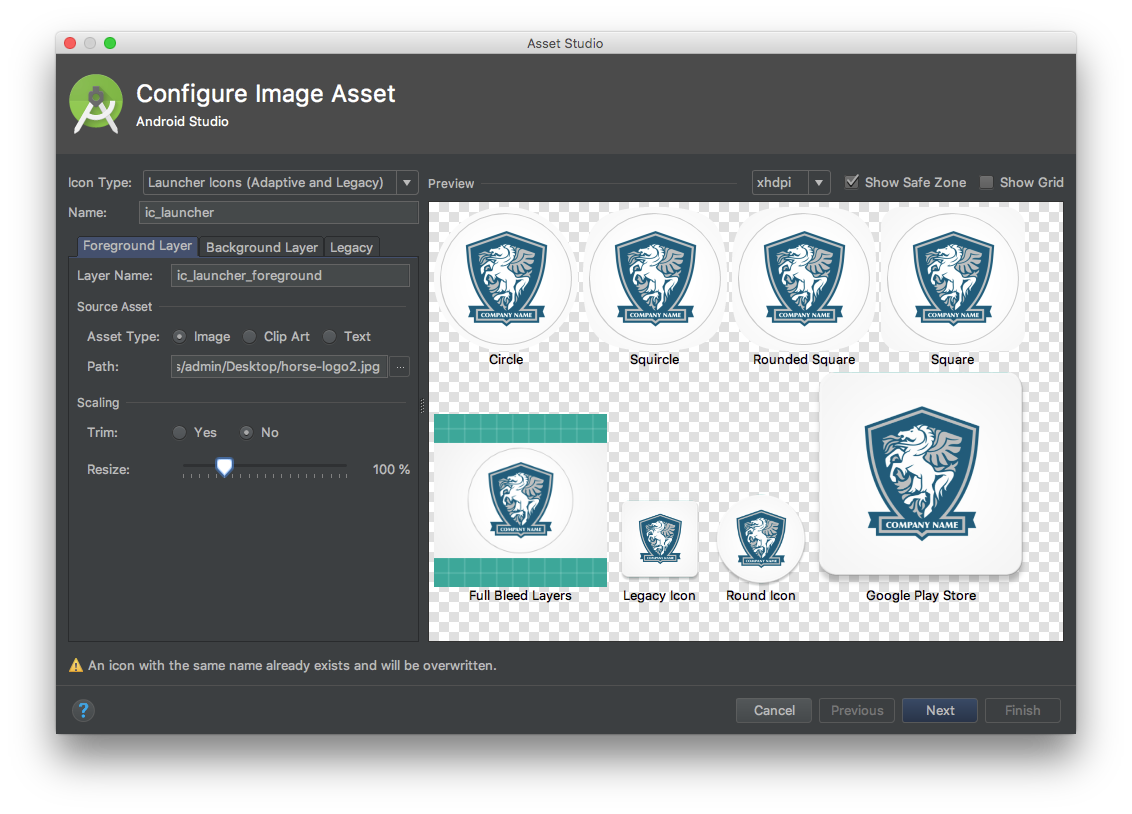 Asset Studio
Configure Image Asset
Android Studio
Icon Type: Launcher Icons (Adaptive and Legacy)
Name: ic_launcher
Foreground Layer Background Layer Legacy
Layer Name: ic_launcher_foreground
Source Asset
Asset Type: Image Clip Art Text
Path: s/admin/Desktop/horse-logo2.jpg ...
Scaling
Trim: Yes No
Resize: 100 %
Preview xhdpi Show Safe Zone Show Grid
COMPANY NAME COMPANY NAME COMPANY NAME COMPANY NAME
Circle Squircle Rounded Square Square
COMPANY NAME COMPANY NAME COMPANY NAME COMPANY NAME
Full Bleed Layers Legacy Icon Round Icon Google Play Store
An icon with the same name already exists and will be overwritten.
? Cancel Previous Next Finish